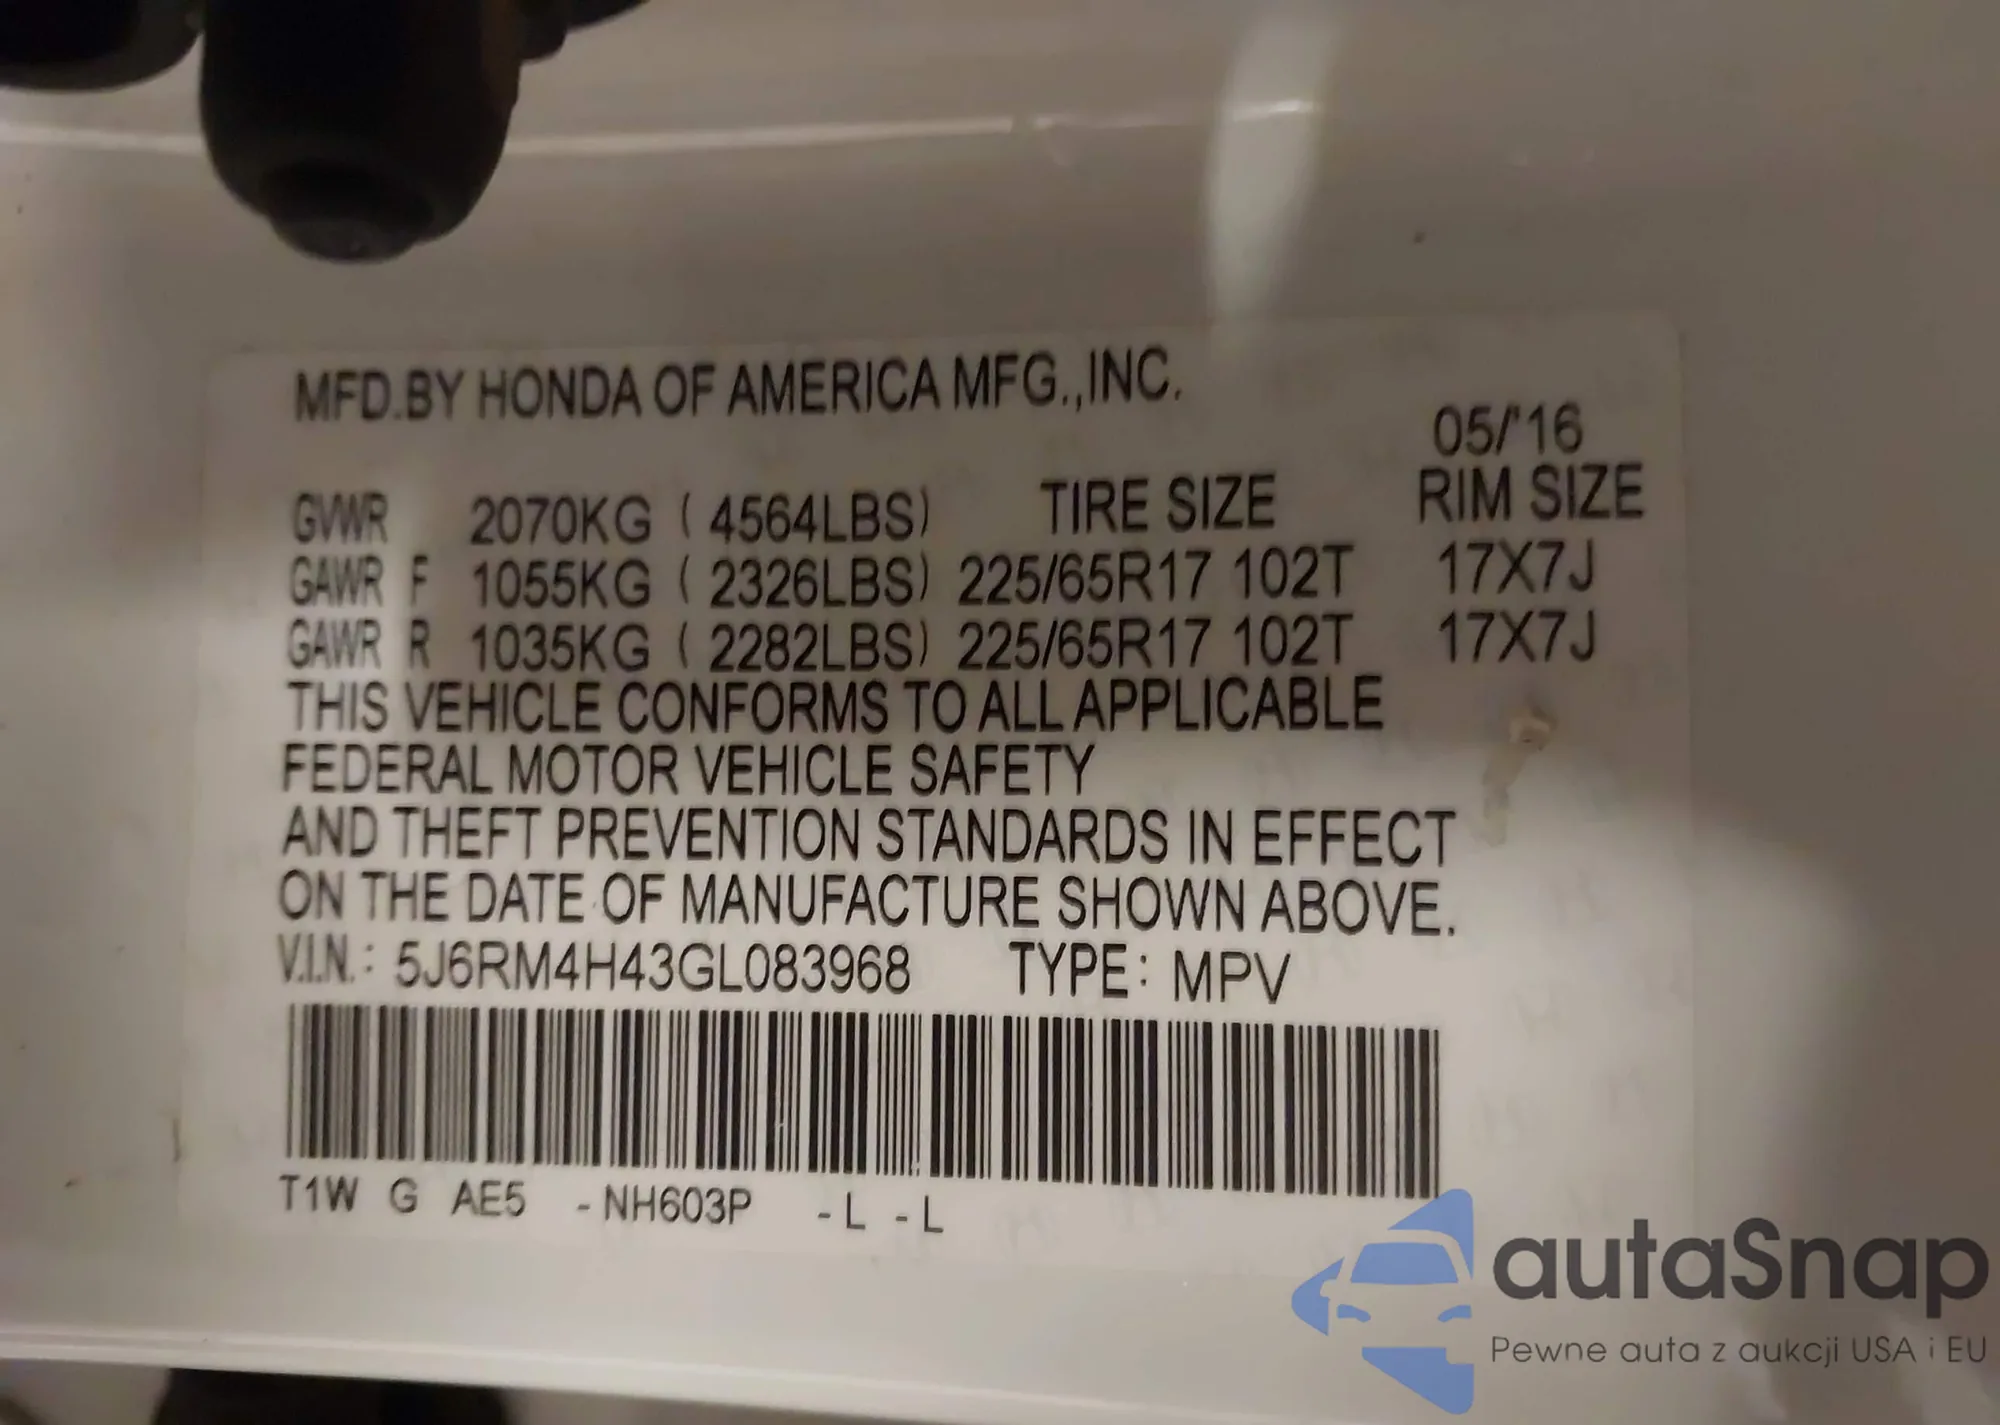 MFD.BY HONDA OF AMERICA MFG.,INC.
05/'16
GVWR 2070KG ( 4564LBS) TIRE SIZE RIM SIZE
GAWR F 1055KG ( 2326LBS) 225/65R17 102T 17X7J
GAWR R 1035KG ( 2282LBS) 225/65R17 102T 17X7J
THIS VEHICLE CONFORMS TO ALL APPLICABLE
FEDERAL MOTOR VEHICLE SAFETY
AND THEFT PREVENTION STANDARDS IN EFFECT
ON THE DATE OF MANUFACTURE SHOWN ABOVE.
V.I.N.: 5J6RM4H43GL083968 TYPE: MPV
T1W G AE5 -NH603P -L -L
autaSnap
Pewne auta z aukcji USA i EU